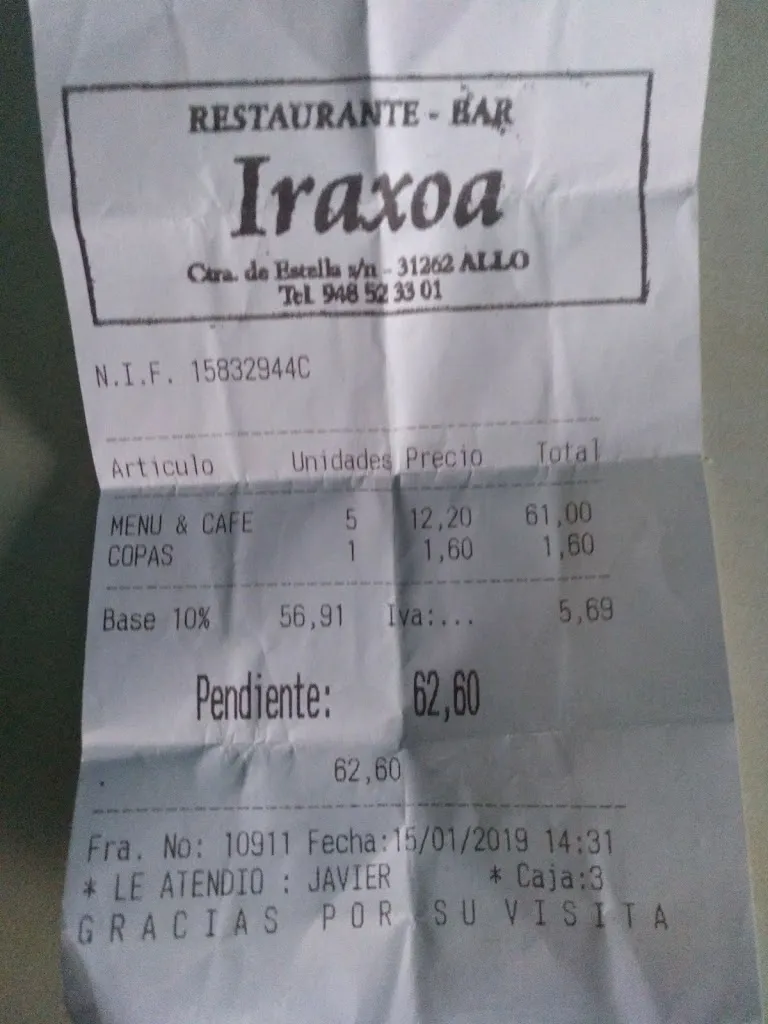 RESTAURANTE - BAR
Iraxoa
Ctra. de Estella s/n - 31262 ALLO
Tel. 948 52 33 01
N.I.F. 15832944C
Articulo Unidades Precio Total
MENU & CAFE 5 12,20 61,00
COPAS 1 1,60 1,60
Base 10% 56,91 Iva:... 5,69
Pendiente: 62,60
62,60
Fra. No: 10911 Fecha:15/01/2019 14:31
* LE ATENDIO : JAVIER * Caja:3
GRACIAS POR SU VISITA